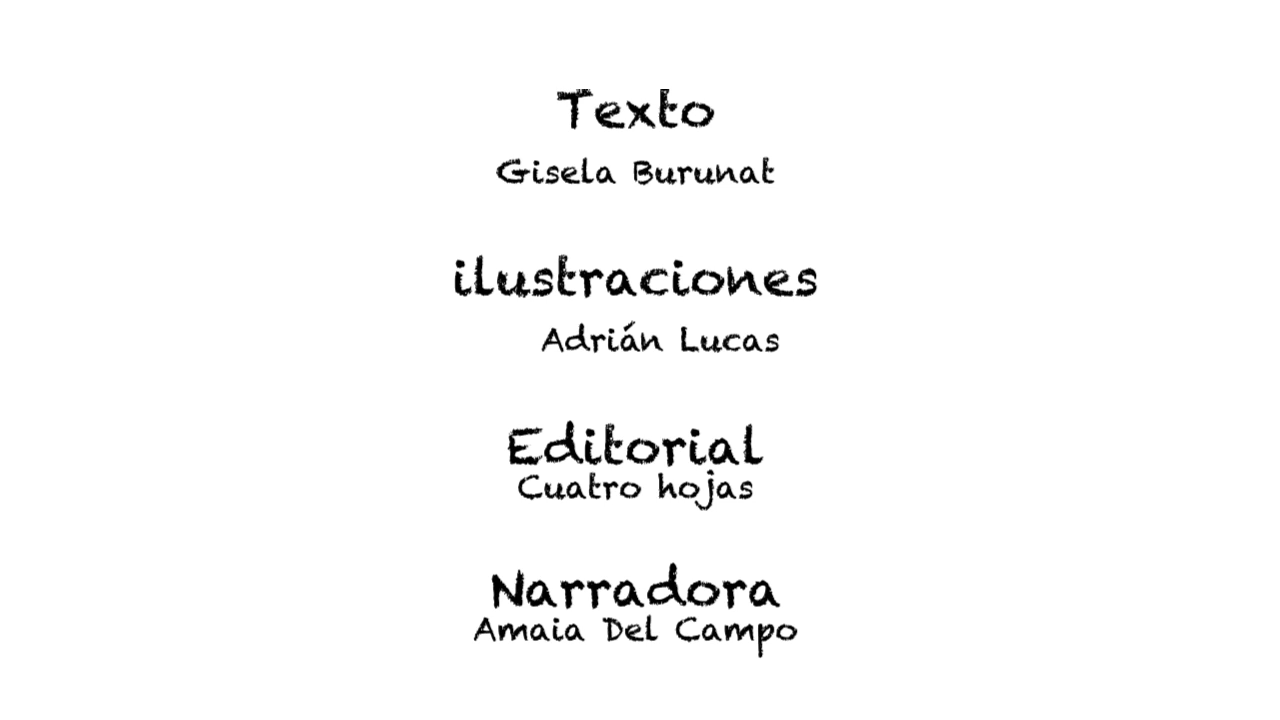 Texto
Gisela Burunat
ilustraciones
Adrián Lucas
Editorial
Cuatro hojas
Narradora
Amaia Del Campo